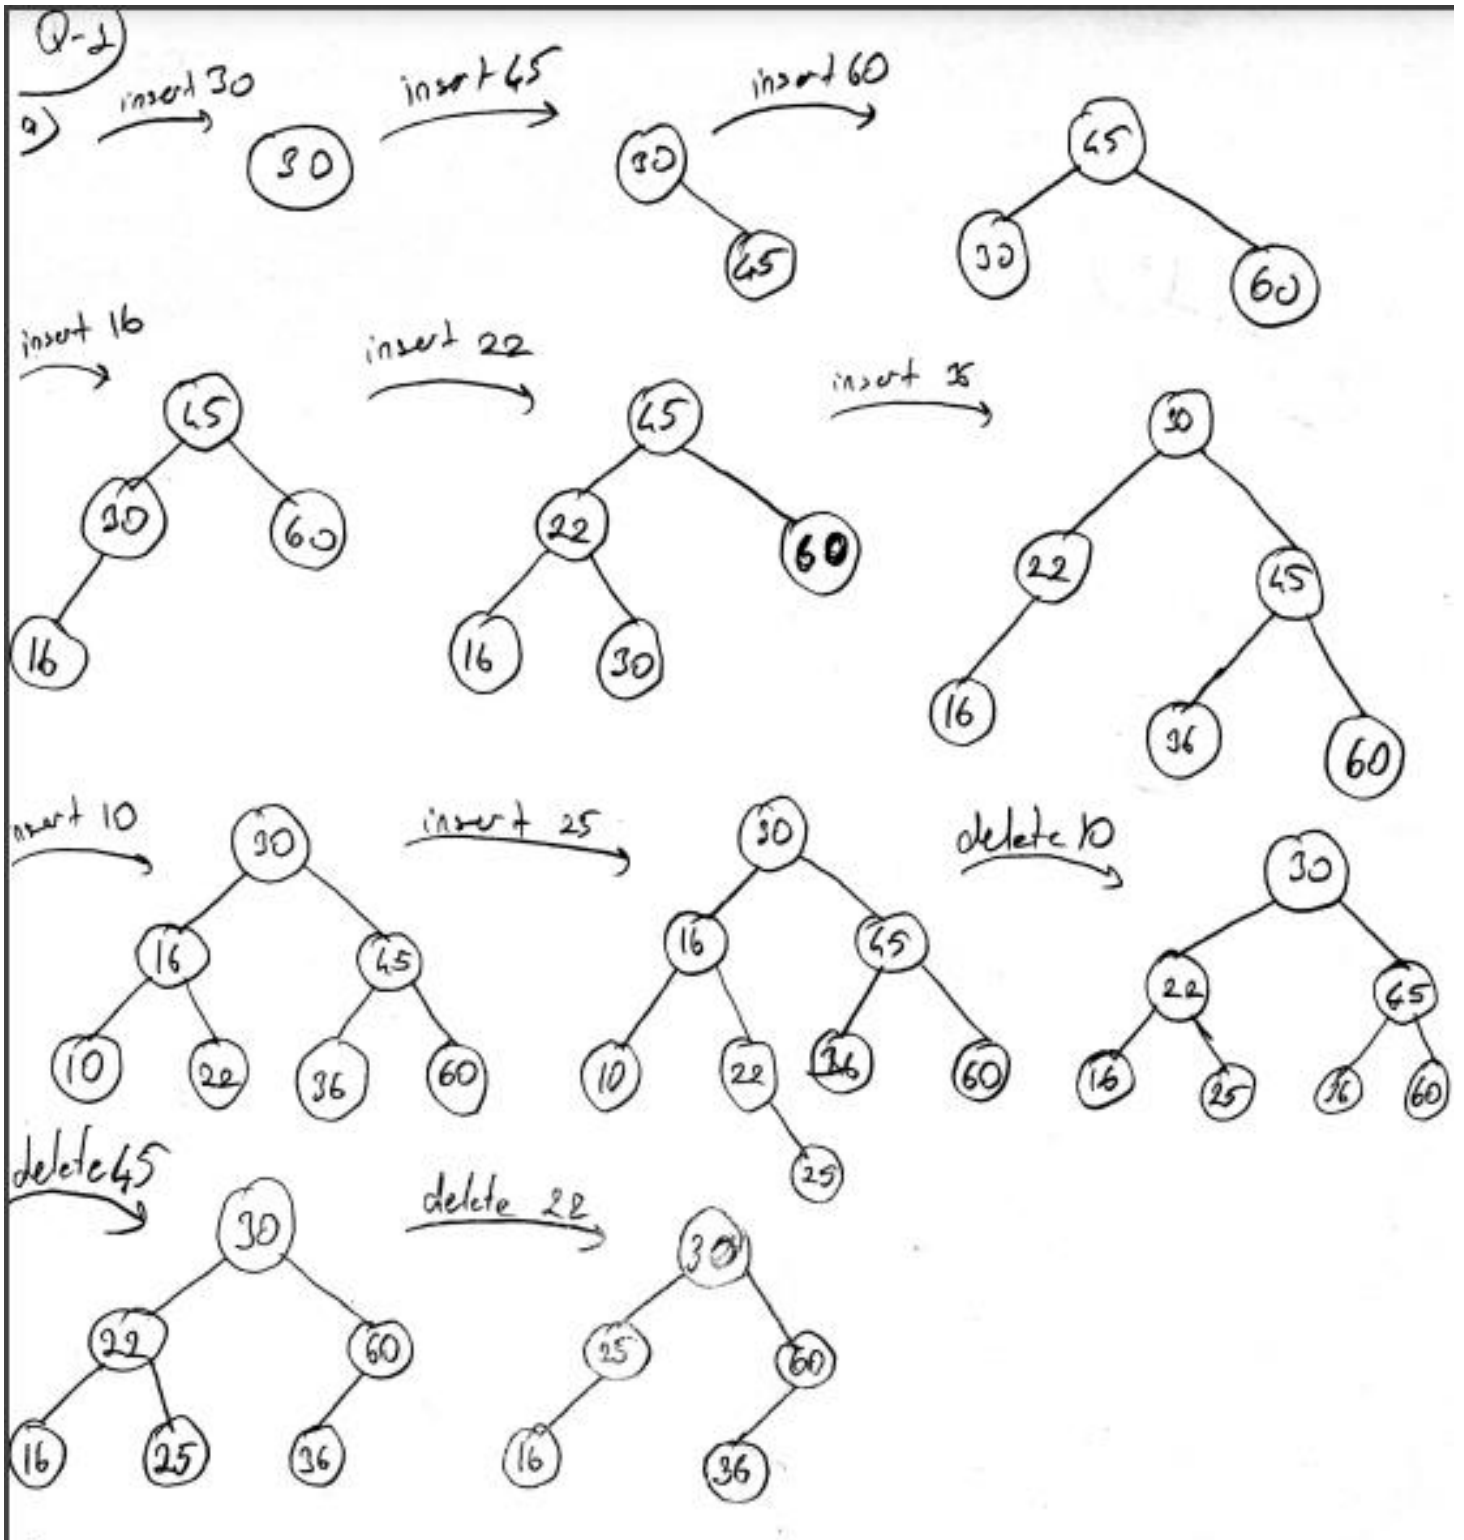 Q-1
a) insert 30 insert 45 insert 60
30 30 45
45 30 60
insert 16 insert 22 insert 36
45 45 30
30 60 22 60 22 45
16 16 30 16 36 60
insert 10 insert 25 delete 10
30 30 30
16 45 16 45 22 45
10 22 36 60 10 22 36 60 16 25 36 60
25
delete 45 delete 22
30 30
22 60 25 60
16 25 36 16 36